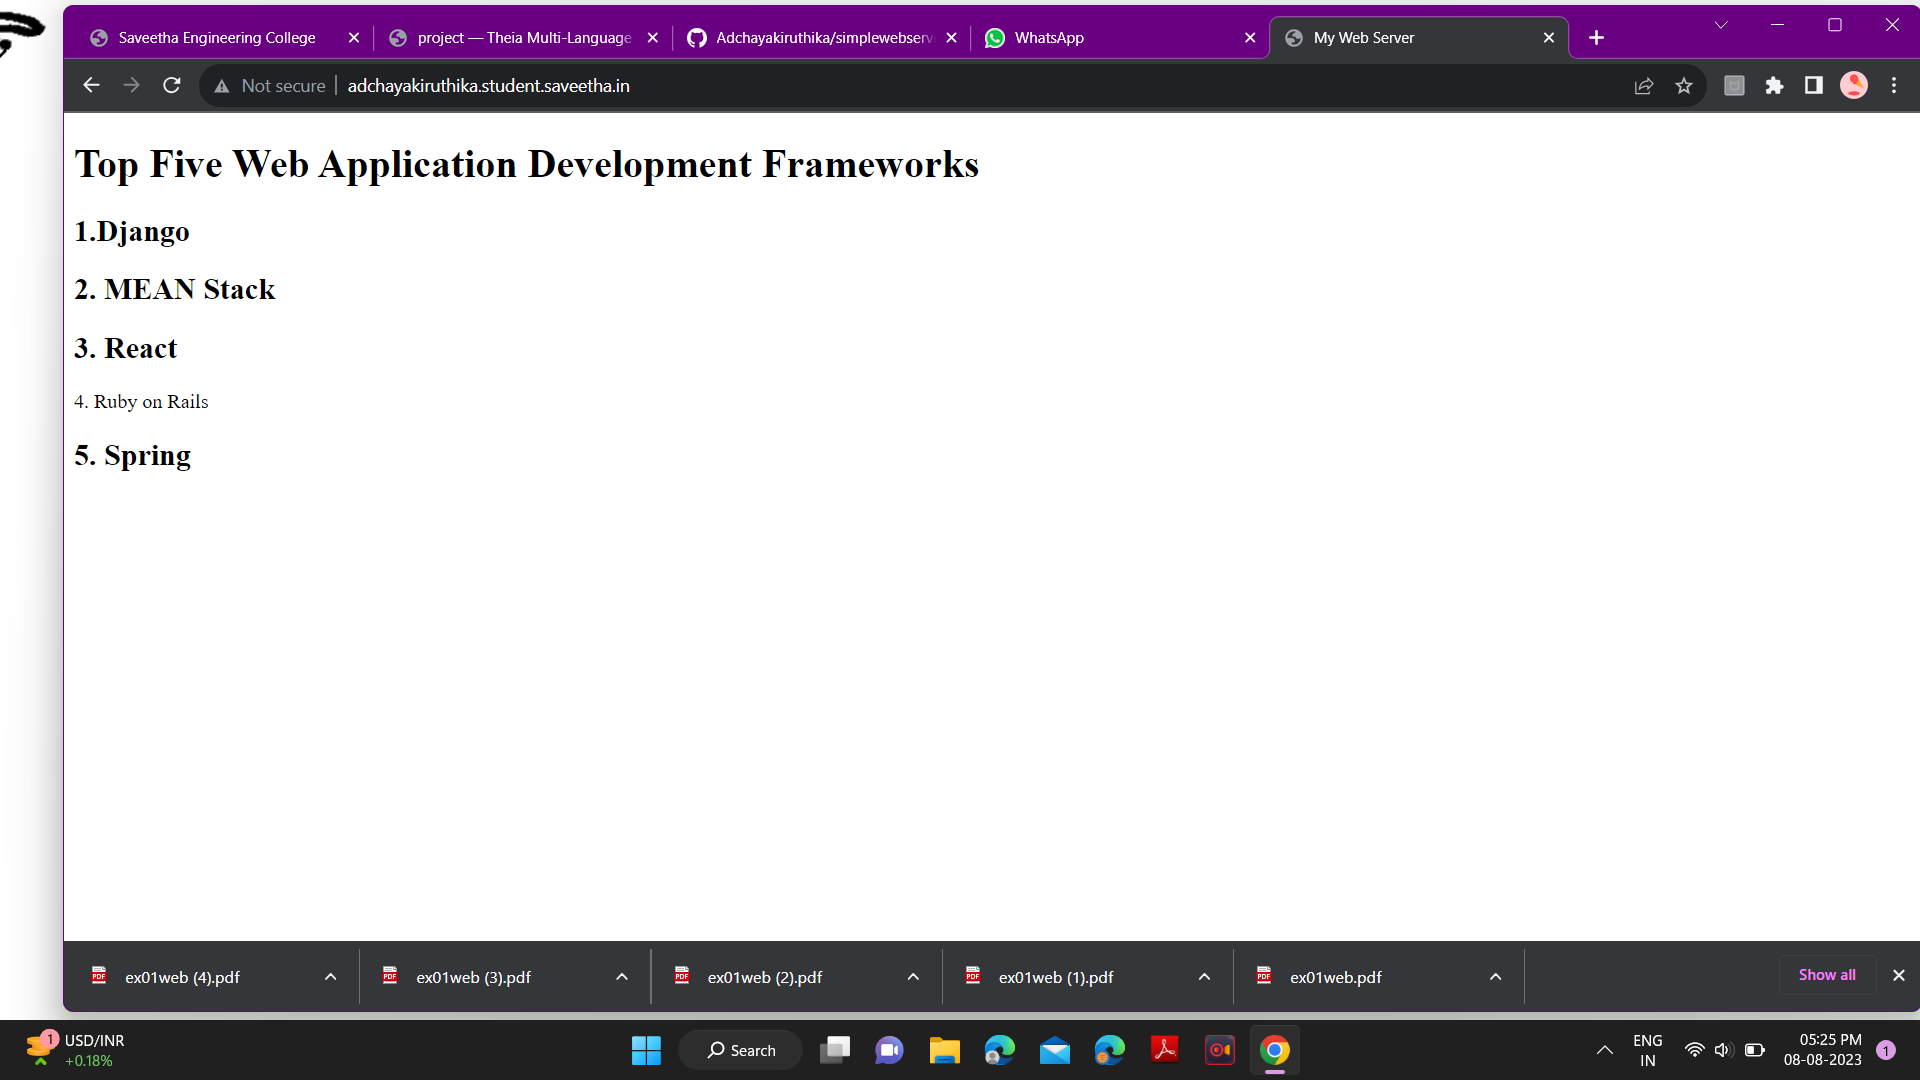 Saveetha Engineering College
project — Theia Multi-Language
Adchayakiruthika/simplewebserv
WhatsApp
My Web Server
Not secure
adchayakiruthika.student.saveetha.in
Top Five Web Application Development Frameworks
1.Django
2. MEAN Stack
3. React
4. Ruby on Rails
5. Spring
ex01web (4).pdf
ex01web (3).pdf
ex01web (2).pdf
ex01web (1).pdf
ex01web.pdf
Show all
1
USD/INR
+0.18%
Search
ENG
IN
05:25 PM
08-08-2023
1